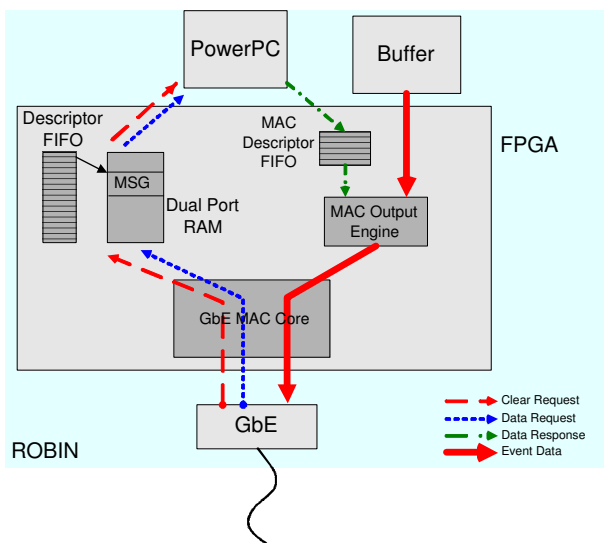 PowerPC
Buffer
Descriptor
FIFO
MAC
Descriptor
FIFO
FPGA
MSG
Dual Port
RAM
MAC Output
Engine
GbE MAC Core
GbE
ROBIN
Clear Request
Data Request
Data Response
Event Data